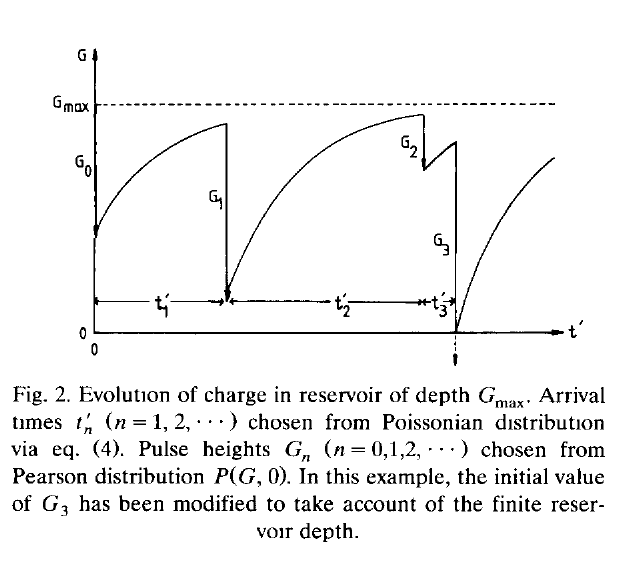 G
Gmax
G0
G1
G2
G3
t′1
t′2
t′3
0
0
t′
Fig. 2. Evolution of charge in reservoir of depth Gmax. Arrival
times t′n (n = 1, 2, ···) chosen from Poissonian distribution
via eq. (4). Pulse heights Gn (n = 0,1,2, ···) chosen from
Pearson distribution P(G, 0). In this example, the initial value
of G3 has been modified to take account of the finite reser-
voir depth.